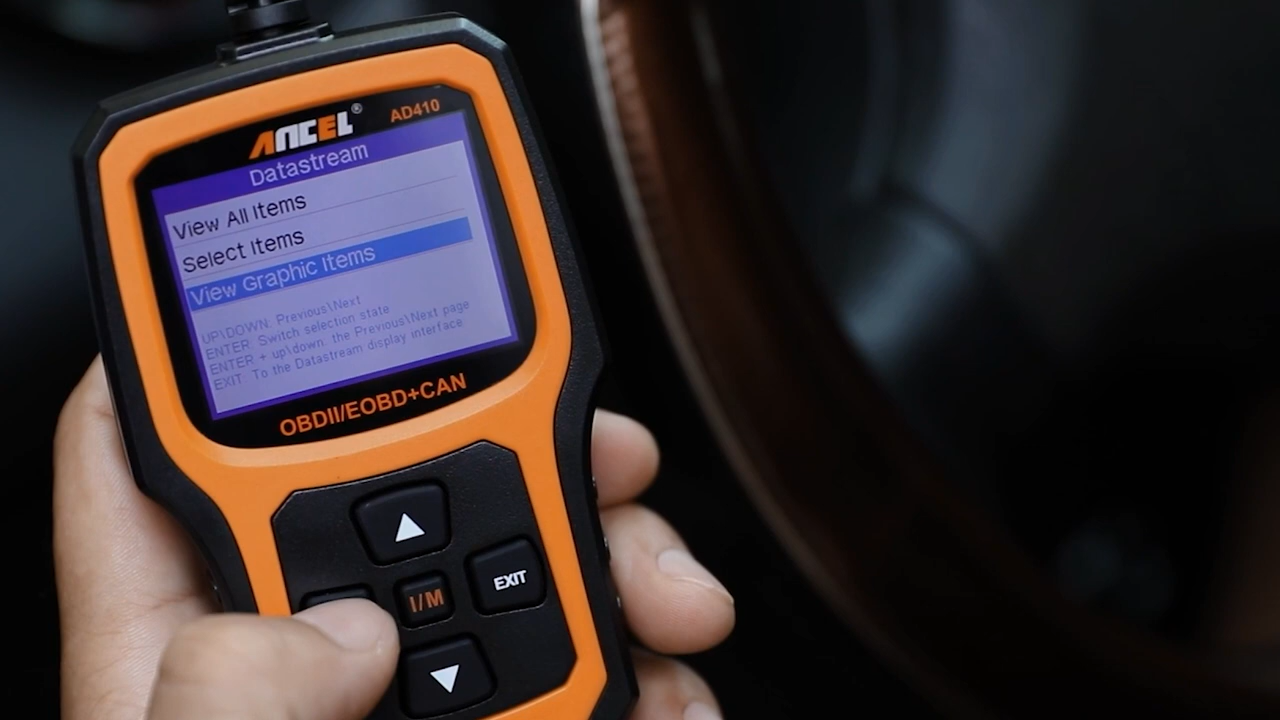 ANCEL® AD410
Datastream
View All Items
Select Items
View Graphic Items
UP\DOWN: Previous\Next
ENTER: Switch selection state
ENTER + up\down: the Previous\Next page
EXIT: To the Datastream display interface
OBDII/EOBD+CAN
▲
EXIT
I/M
▼